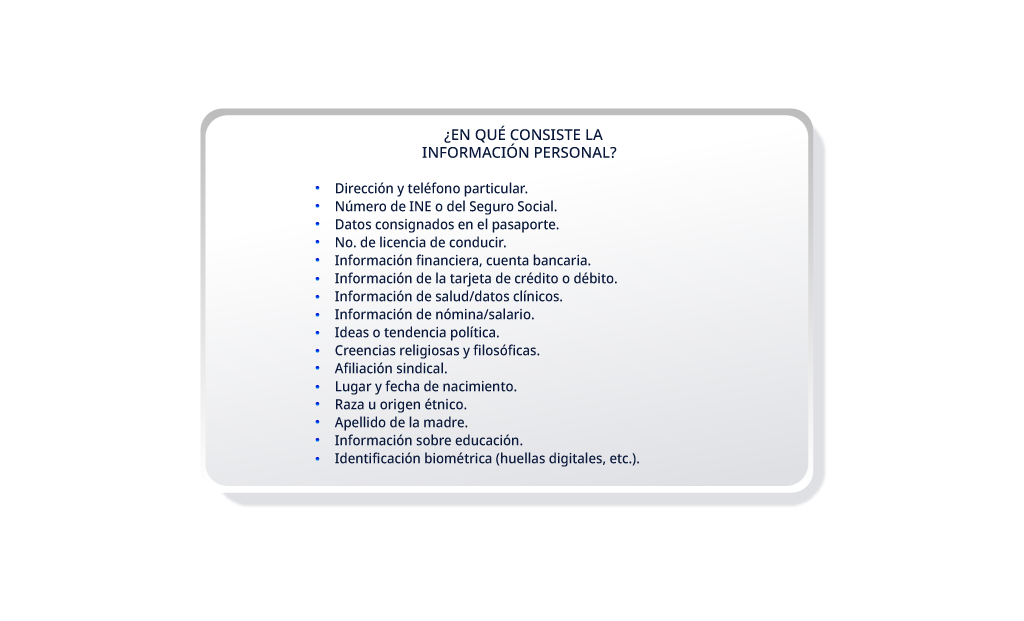 ¿EN QUÉ CONSISTE LA
INFORMACIÓN PERSONAL?
• Dirección y teléfono particular.
• Número de INE o del Seguro Social.
• Datos consignados en el pasaporte.
• No. de licencia de conducir.
• Información financiera, cuenta bancaria.
• Información de la tarjeta de crédito o débito.
• Información de salud/datos clínicos.
• Información de nómina/salario.
• Ideas o tendencia política.
• Creencias religiosas y filosóficas.
• Afiliación sindical.
• Lugar y fecha de nacimiento.
• Raza u origen étnico.
• Apellido de la madre.
• Información sobre educación.
• Identificación biométrica (huellas digitales, etc.).